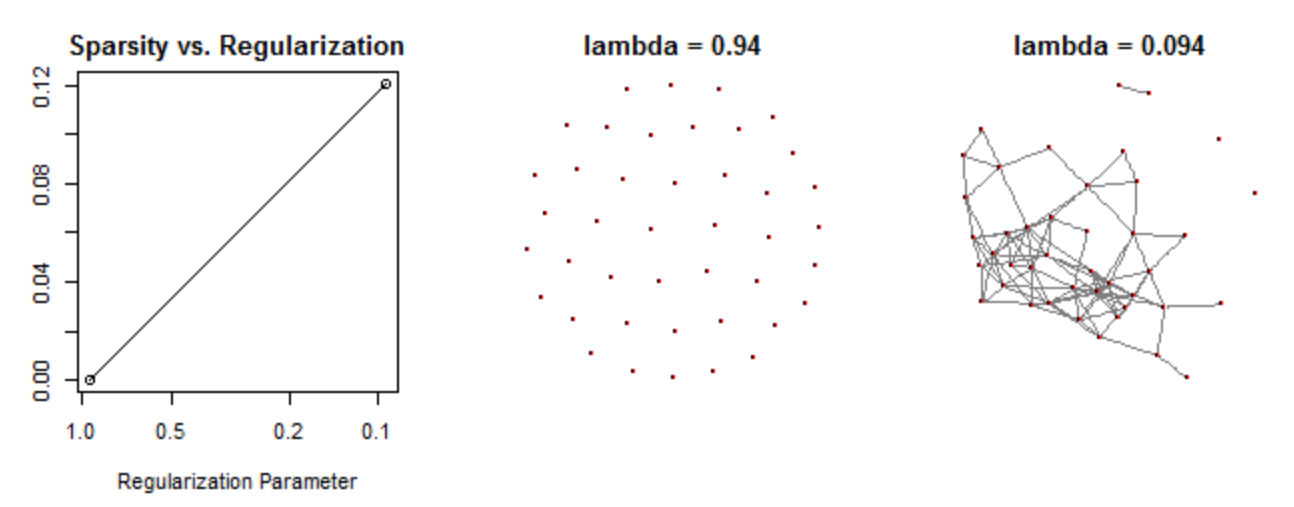 Sparsity vs. Regularization
0.12
0.08
0.04
0.00
1.0 0.5 0.2 0.1
Regularization Parameter
lambda = 0.94
lambda = 0.094